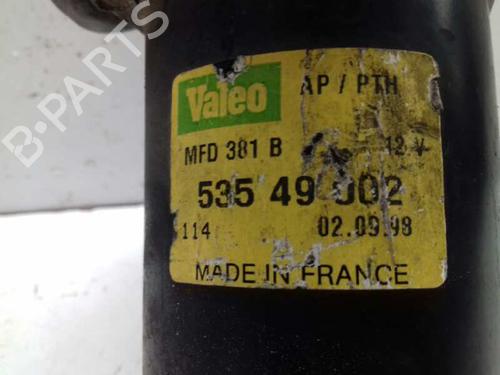 Valeo
AP / PTH
MFD 381 B 12 V
535 49 002
114 02.09.98
MADE IN FRANCE
B-PARTS